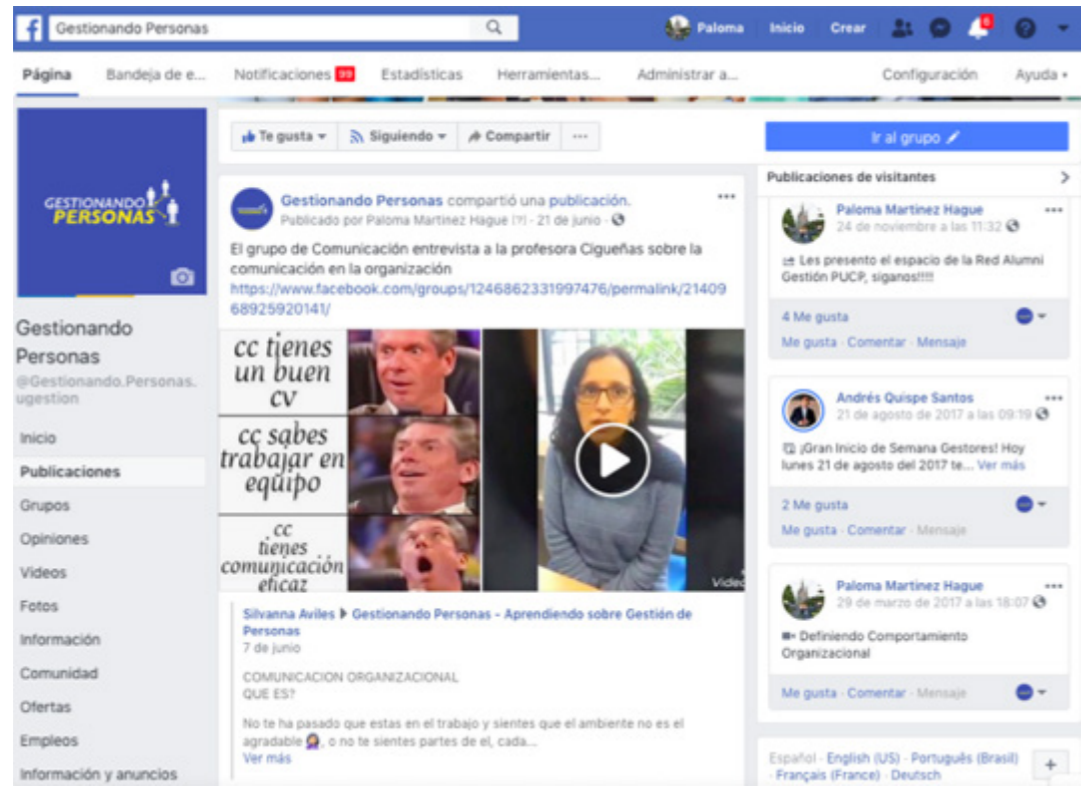 f Gestionando Personas
Paloma Inicio Crear 6
Página Bandeja de e... Notificaciones 99 Estadísticas Herramientas... Administrar a... Configuración Ayuda
GESTIONANDO
PERSONAS
Gestionando
Personas
@Gestionando.Personas.
ugestion
Inicio
Publicaciones
Grupos
Opiniones
Videos
Fotos
Información
Comunidad
Ofertas
Empleos
Información y anuncios
Te gusta Siguiendo Compartir ...
Gestionando Personas compartió una publicación.
Publicado por Paloma Martinez Hague [?] · 21 de junio ·
El grupo de Comunicación entrevista a la profesora Cigueñas sobre la
comunicación en la organización
https://www.facebook.com/groups/1246862331997476/permalink/21409
68925920141/
cc tienes
un buen
cv
cc sabes
trabajar en
equipo
cc
tienes
comunicación
eficaz
Video
Silvanna Aviles Gestionando Personas - Aprendiendo sobre Gestión de
Personas
7 de junio
COMUNICACION ORGANIZACIONAL
QUE ES?
No te ha pasado que estas en el trabajo y sientes que el ambiente no es el
agradable , o no te sientes partes de el, cada...
Ver más
Ir al grupo
Publicaciones de visitantes
Paloma Martinez Hague
24 de noviembre a las 11:32
Les presento el espacio de la Red Alumni
Gestión PUCP, siganos!!!!
4 Me gusta
Me gusta · Comentar · Mensaje
Andrés Quispe Santos
21 de agosto de 2017 a las 09:19
¡Gran Inicio de Semana Gestores! Hoy
lunes 21 de agosto del 2017 te... Ver más
2 Me gusta
Me gusta · Comentar · Mensaje
Paloma Martinez Hague
29 de marzo de 2017 a las 18:07
Definiendo Comportamiento
Organizacional
Me gusta · Comentar · Mensaje
Español · English (US) · Português (Brasil)
· Français (France) · Deutsch